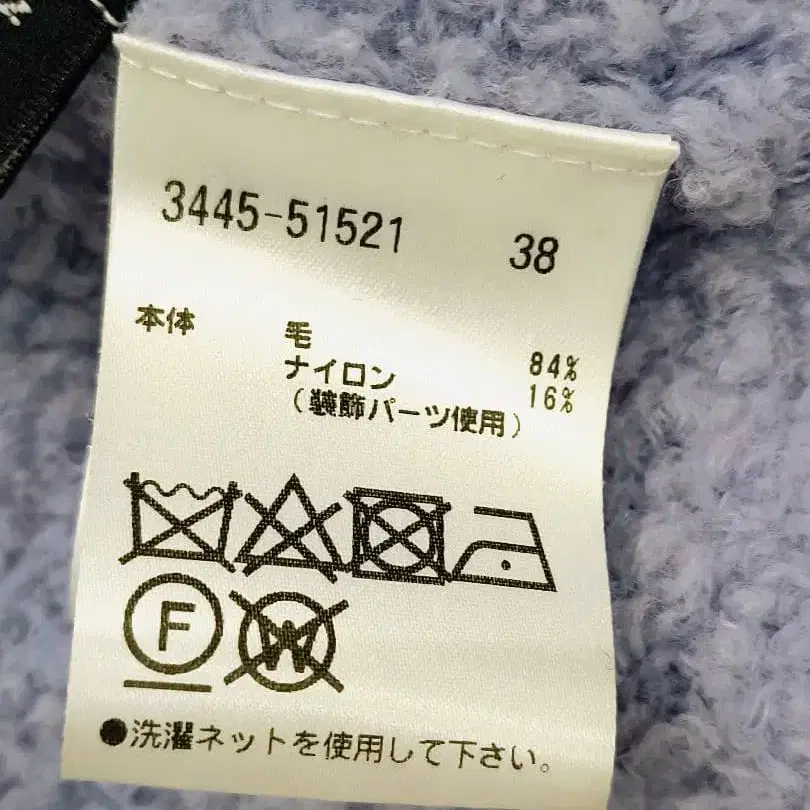 3445-51521 38
本体 毛 84%
ナイロン 16%
(装飾パーツ使用)
F W
●洗濯ネットを使用して下さい。